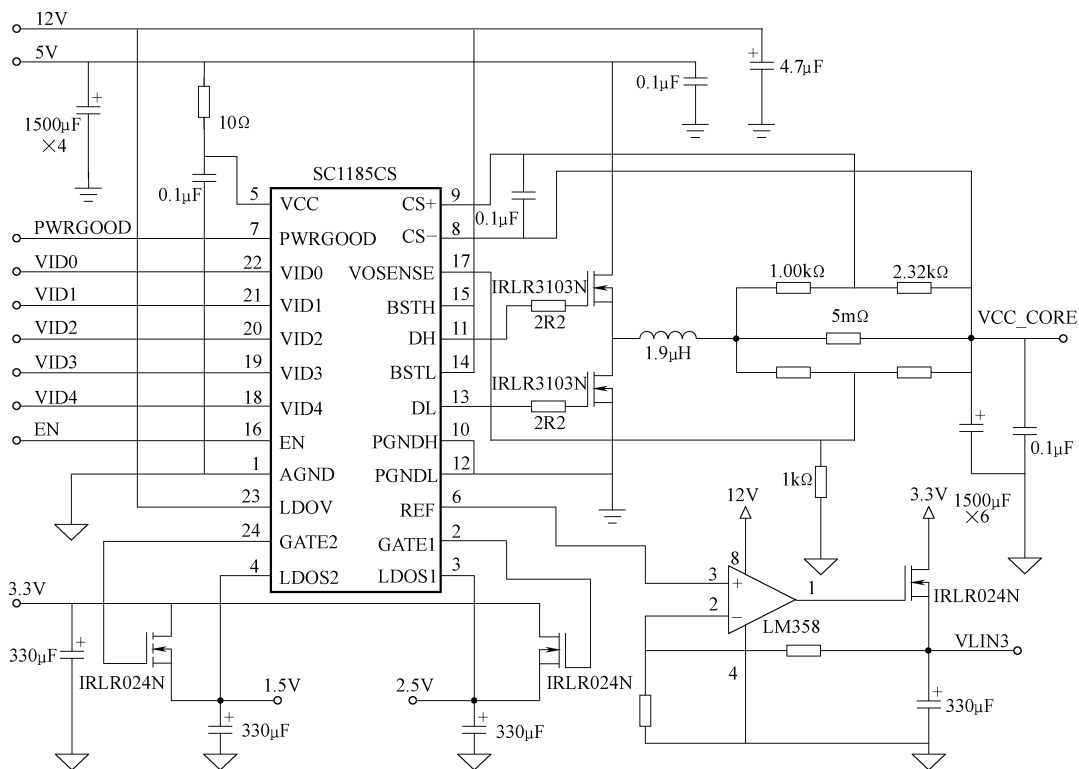 12V
5V
+
4.7μF
0.1μF
+
1500μF
×4
10Ω
0.1μF
SC1185CS
5
VCC
CS+
9
0.1μF
PWRGOOD
7
PWRGOOD
CS−
8
VID0
22
VID0
VOSENSE
17
IRLR3103N
1.00kΩ
2.32kΩ
VID1
21
VID1
BSTH
15
2R2
5mΩ
VCC_CORE
VID2
20
VID2
DH
11
1.9μH
VID3
19
VID3
BSTL
14
IRLR3103N
VID4
18
VID4
DL
13
2R2
EN
16
EN
PGNDH
10
+
0.1μF
1
AGND
PGNDL
12
1kΩ
1500μF
×6
23
LDOV
REF
6
12V
3.3V
24
GATE2
GATE1
2
8
4
LDOS2
LDOS1
3
3
+
1
2
−
LM358
IRLR024N
3.3V
+
330μF
IRLR024N
IRLR024N
VLIN3
4
1.5V
2.5V
+
330μF
+
330μF
+
330μF